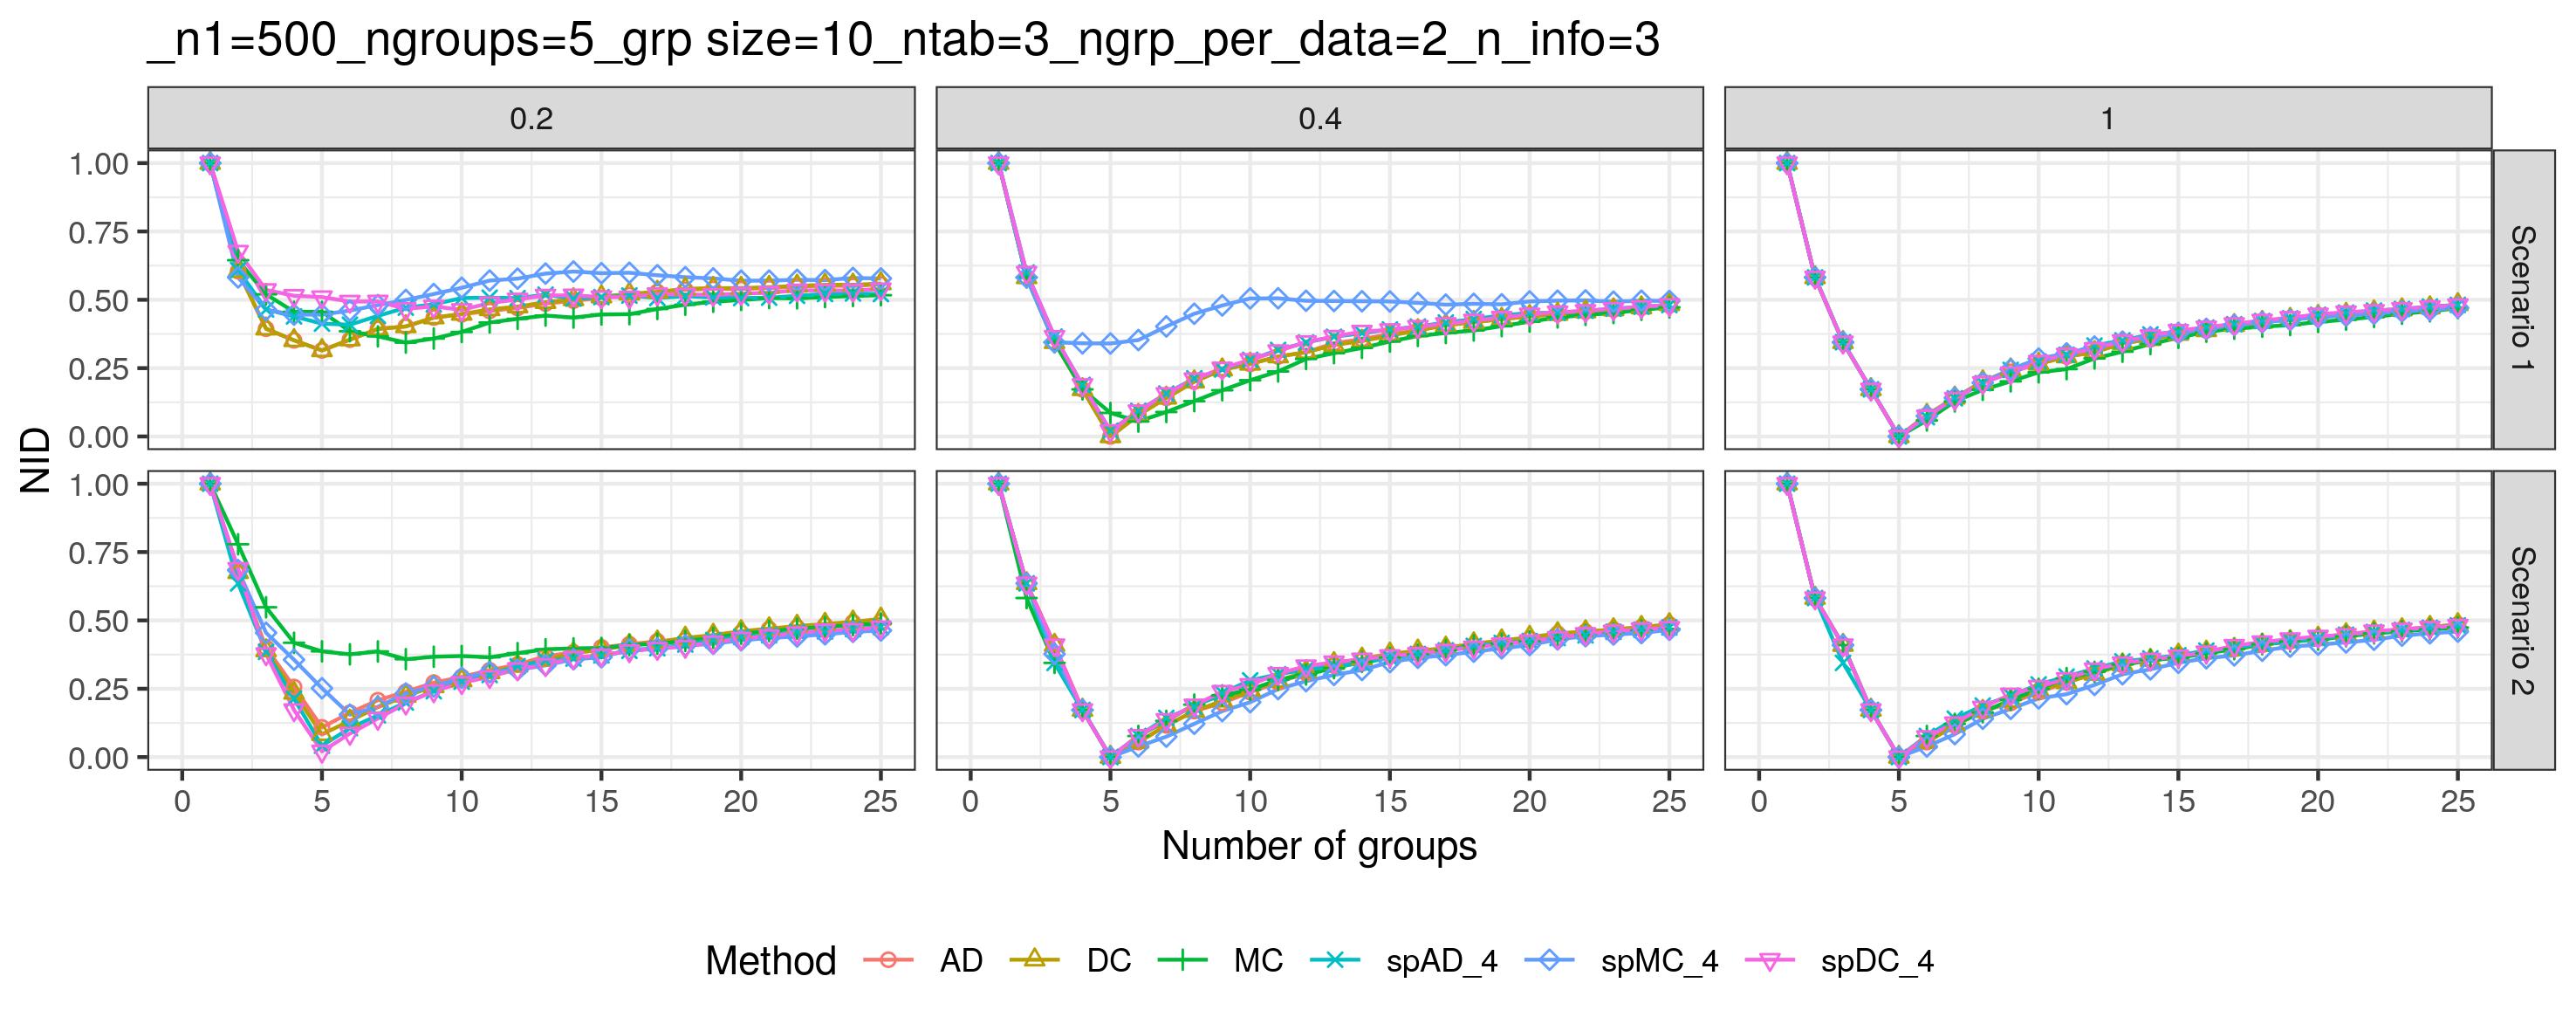 _n1=500_ngroups=5_grp size=10_ntab=3_ngrp_per_data=2_n_info=3
0.2 0.4 1
1.00
0.75
0.50
0.25
0.00
Scenario 1
NID
1.00
0.75
0.50
0.25
0.00
Scenario 2
0 5 10 15 20 25 0 5 10 15 20 25 0 5 10 15 20 25
Number of groups
Method AD DC MC spAD_4 spMC_4 spDC_4